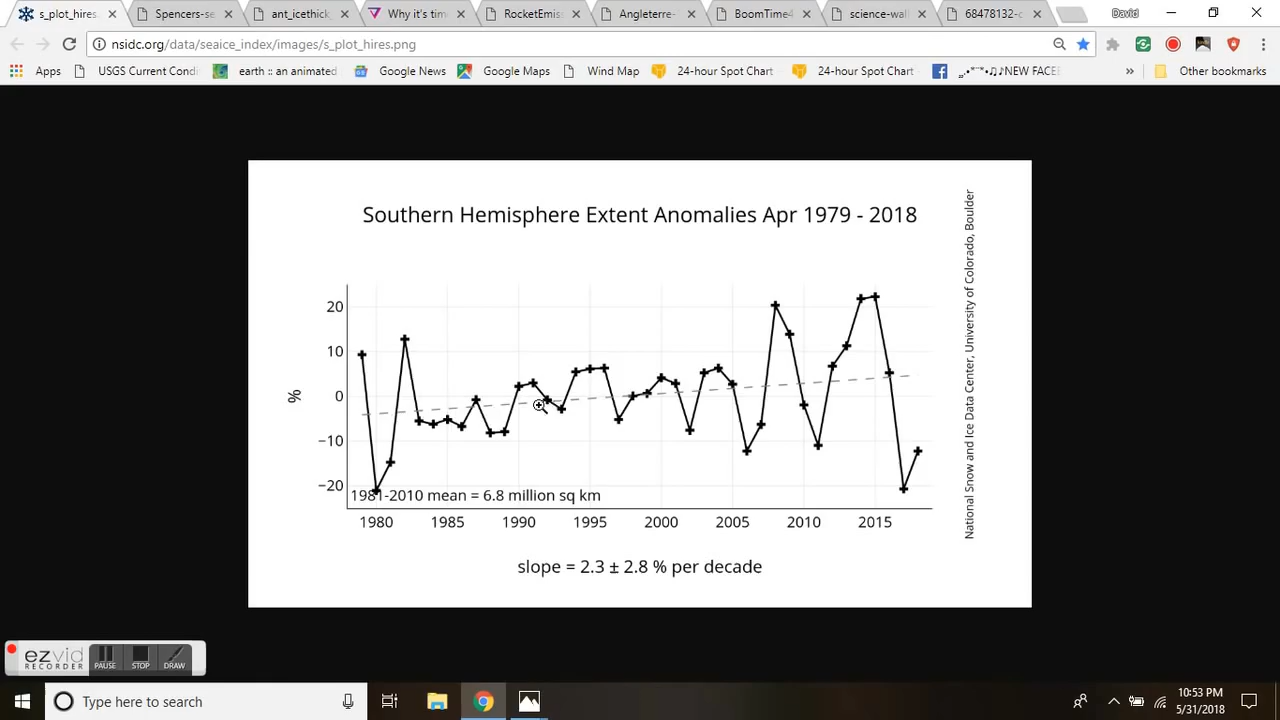 s_plot_hires.
Spencers-se
ant_icethick
Why it's tim
RocketEmis
Angleterre-
BoomTime4
science-wal
68478132-c
David
nsidc.org/data/seaice_index/images/s_plot_hires.png
Apps
USGS Current Condi
earth :: an animated
Google News
Google Maps
Wind Map
24-hour Spot Chart
24-hour Spot Chart
NEW FACE
»
Other bookmarks
Southern Hemisphere Extent Anomalies Apr 1979 - 2018
National Snow and Ice Data Center, University of Colorado, Boulder
%
20
10
0
−10
−20
1981-2010 mean = 6.8 million sq km
1980 1985 1990 1995 2000 2005 2010 2015
slope = 2.3 ± 2.8 % per decade
ezvid
RECORDER
PAUSE STOP DRAW
Type here to search
10:53 PM
5/31/2018